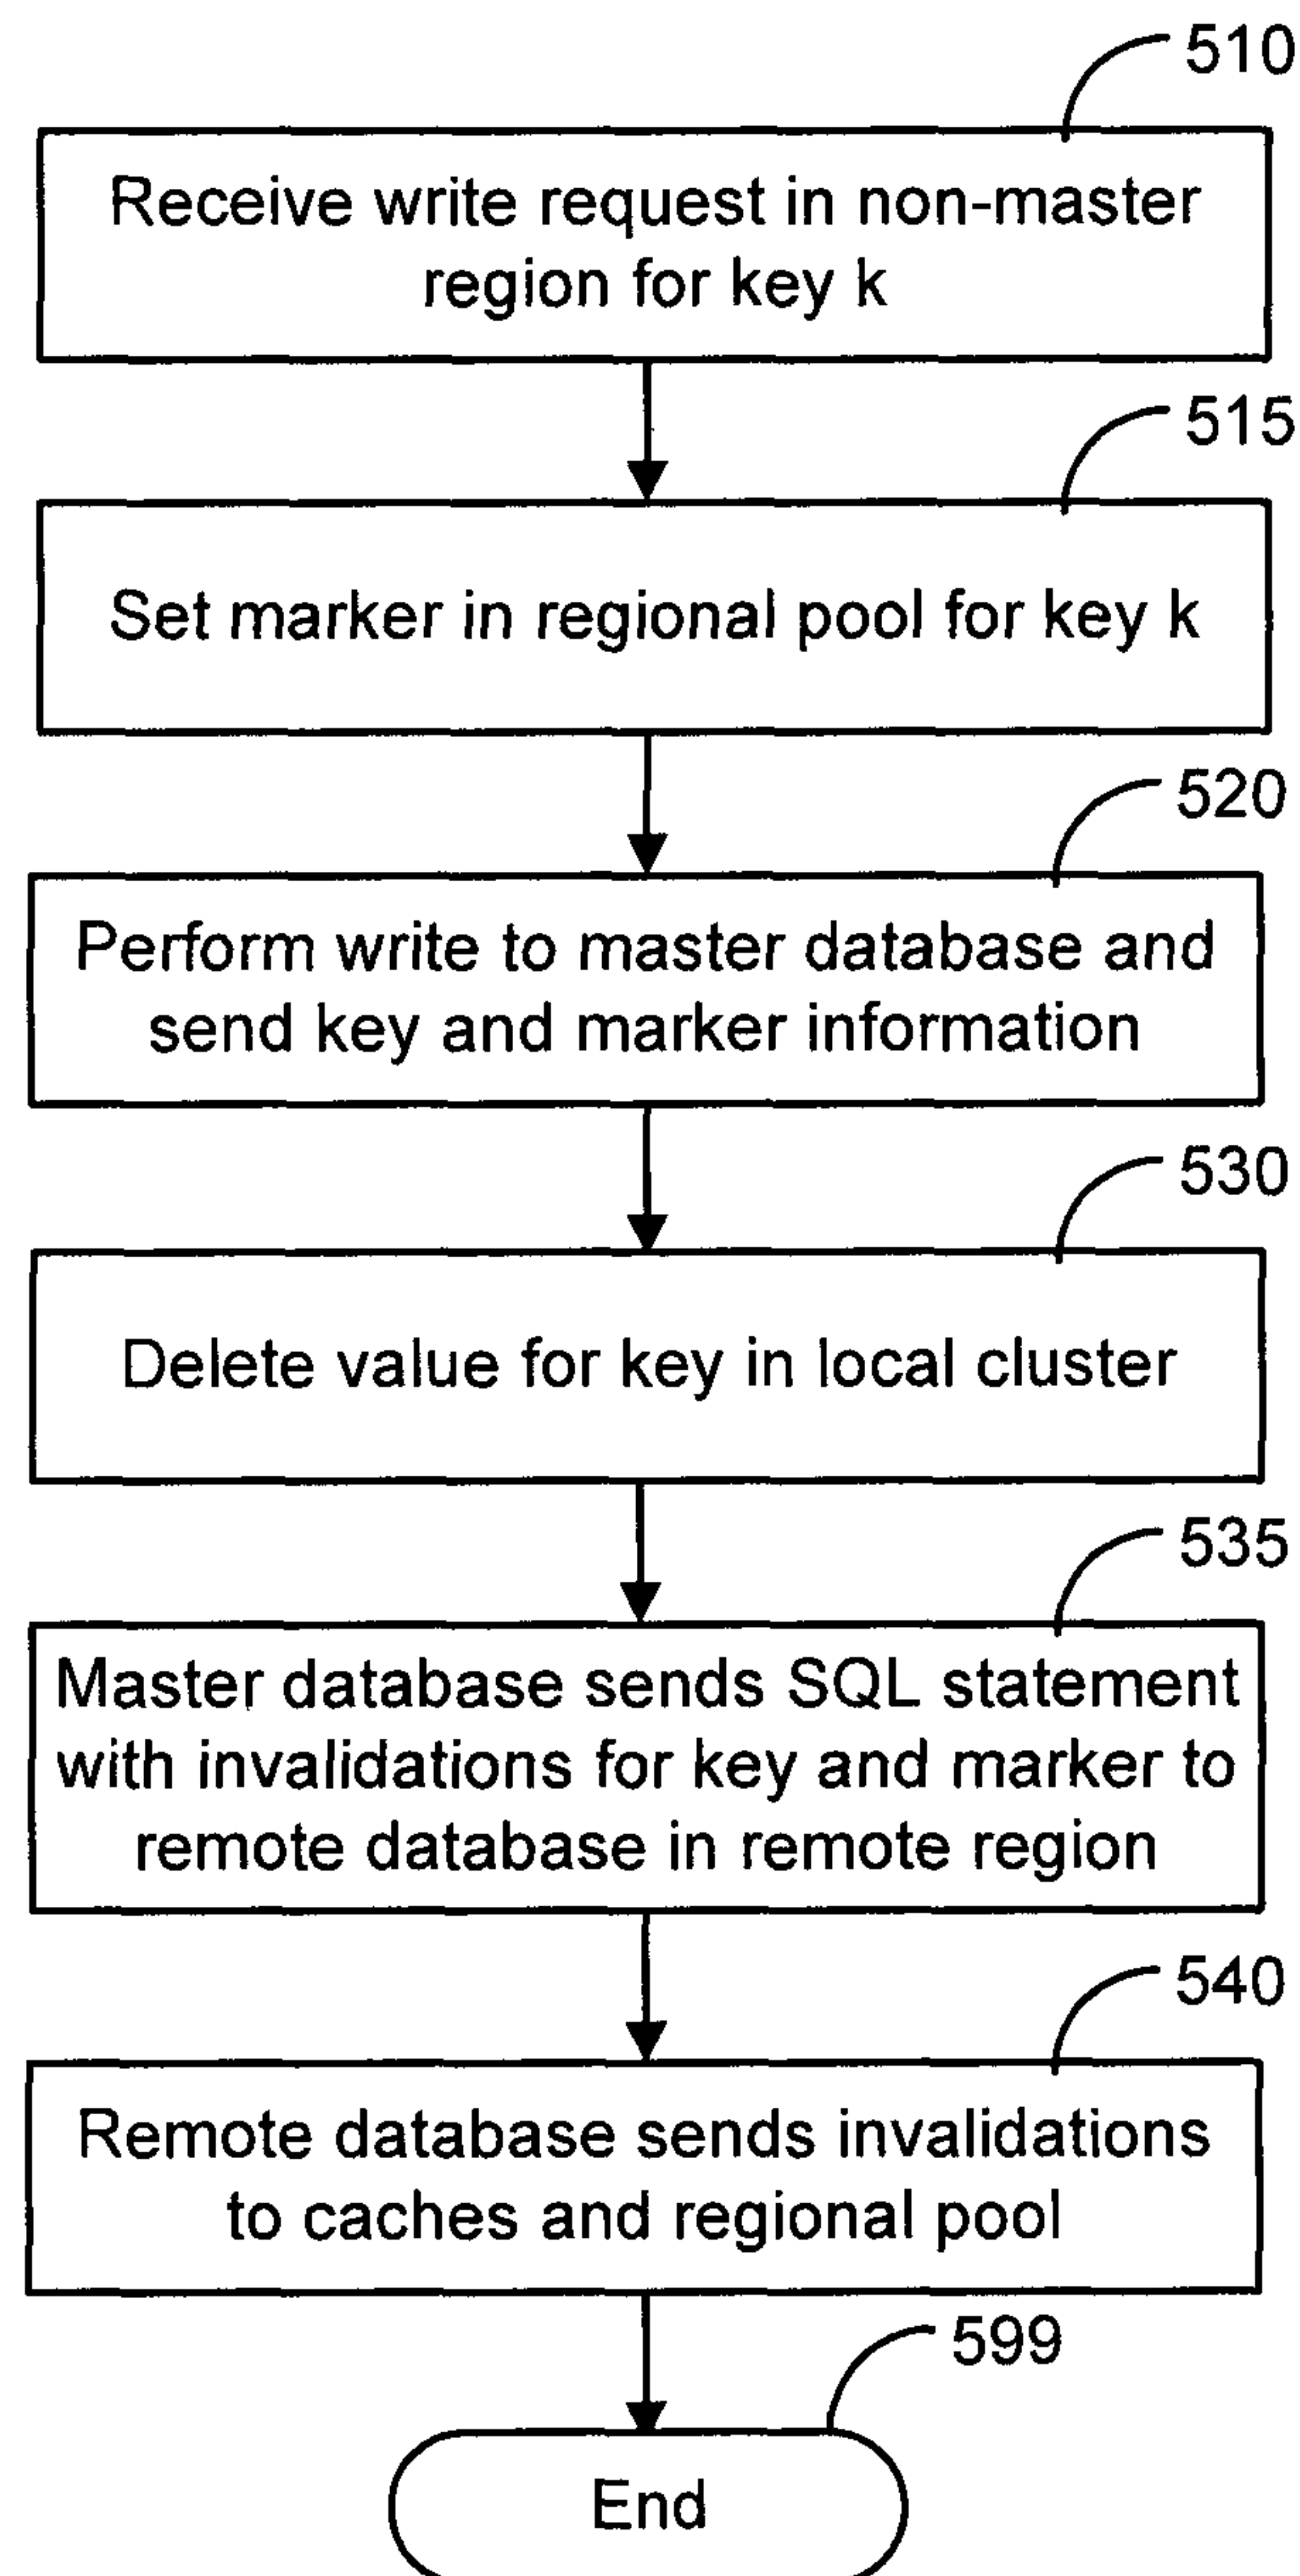 510
Receive write request in non-master
region for key k
515
Set marker in regional pool for key k
520
Perform write to master database and
send key and marker information
530
Delete value for key in local cluster
535
Master database sends SQL statement
with invalidations for key and marker to
remote database in remote region
540
Remote database sends invalidations
to caches and regional pool
599
End